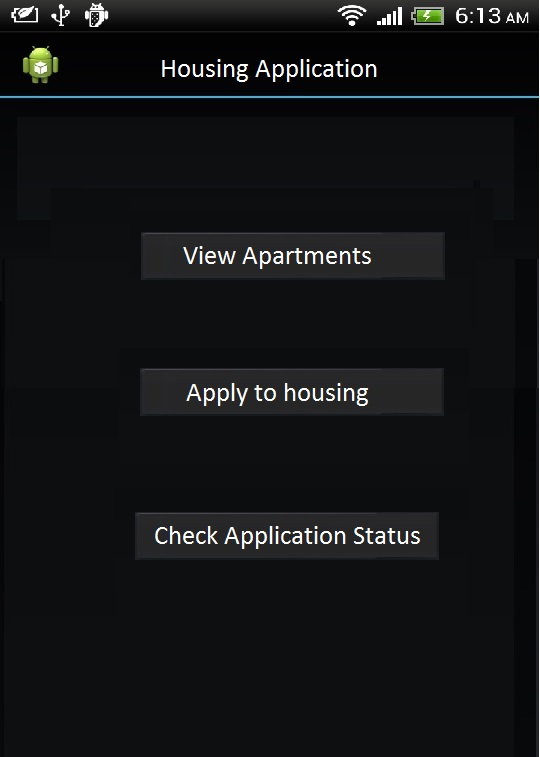 6:13 AM
Housing Application
View Apartments
Apply to housing
Check Application Status